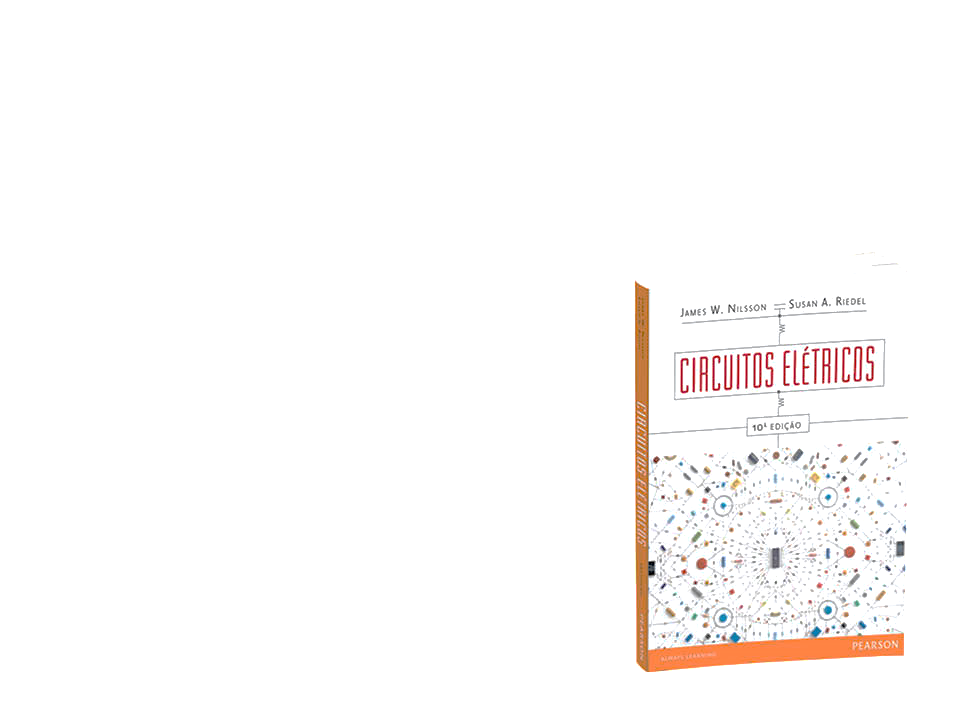 JAMES W. NILSSON SUSAN A. RIEDEL
CIRCUITOS ELÉTRICOS
10ª EDIÇÃO
CIRCUITOS ELÉTRICOS
PEARSON
ALWAYS LEARNING
PEARSON